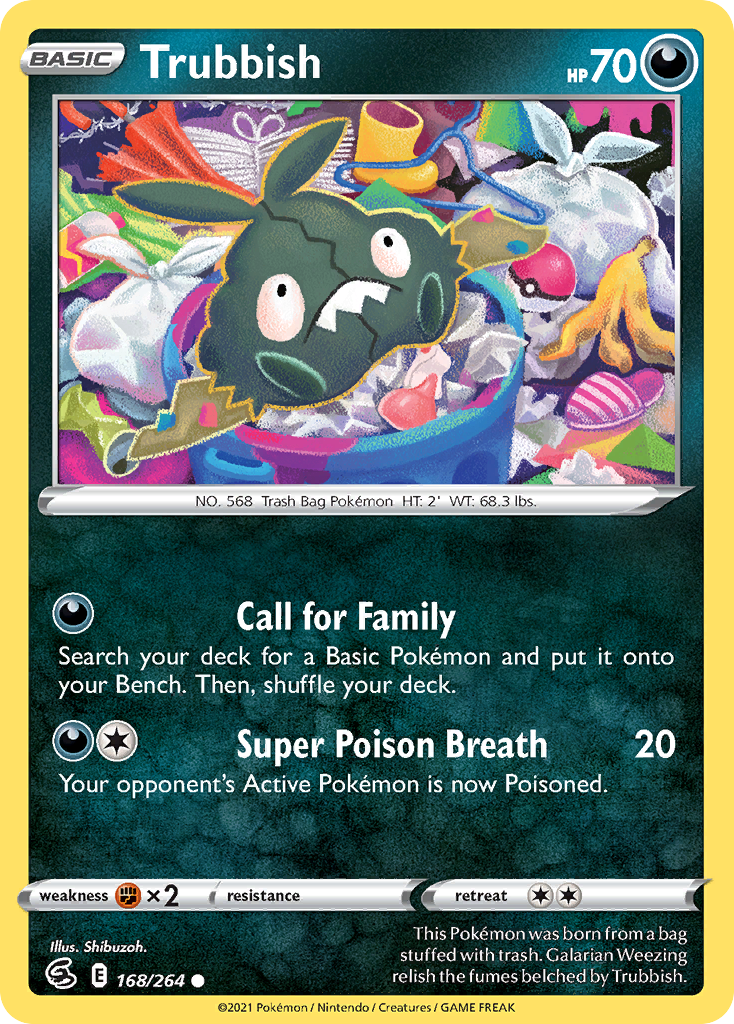 BASIC
Trubbish
HP70
NO. 568 Trash Bag Pokémon HT: 2' WT: 68.3 lbs.
Call for Family
Search your deck for a Basic Pokémon and put it onto
your Bench. Then, shuffle your deck.
Super Poison Breath 20
Your opponent's Active Pokémon is now Poisoned.
weakness ×2 resistance retreat
Illus. Shibuzoh.
This Pokémon was born from a bag
stuffed with trash. Galarian Weezing
relish the fumes belched by Trubbish.
E 168/264
©2021 Pokémon / Nintendo / Creatures / GAME FREAK